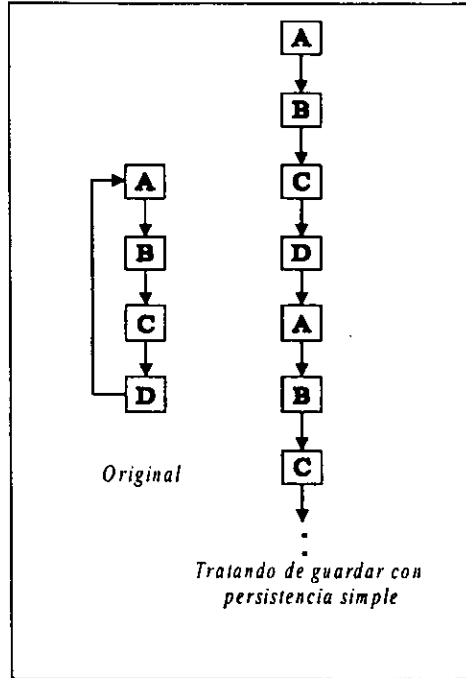 A
B
C
D
Original
A
B
C
D
A
B
C
Tratando de guardar con
persistencia simple